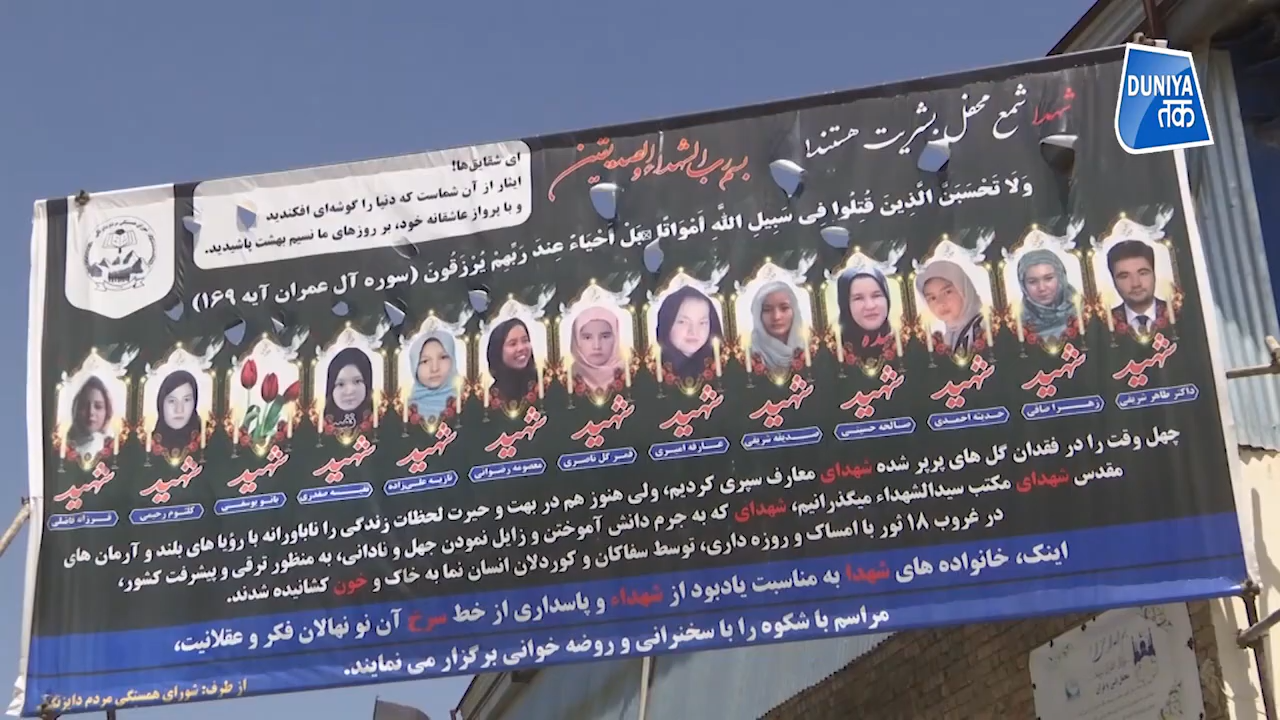 DUNIYA
तक
شهدا شمع محفل بشریت هستند!
بسم رب الشهداء و الصدیقین
ای شقایق‌ها!
ایثار از آن شماست که دنیا را گوشه‌ای افکندید
و با پرواز عاشقانه خود، بر روزهای ما نسیم بهشت پاشیدید.
وَلَا تَحْسَبَنَّ الَّذِينَ قُتِلُوا فِي سَبِيلِ اللَّهِ أَمْوَاتًا بَلْ أَحْيَاءٌ عِندَ رَبِّهِمْ يُرْزَقُونَ (سوره آل عمران آیه ۱۶۹)
شهید شهید شهید شهید شهید شهید شهید شهید شهید شهید شهید شهید
داکتر طاهر شریفی
زهرا صافی
حدیثه احمدی
صالحه حسینی
صدیقه شریفی
عارفه امیری
قمر گل ناصری
معصومه رضوانی
نازینه علی‌زاده
صفدری
بانو یوسفی
کلثوم رحیمی
فرزانه فاضلی
چهل وقت را در فقدان گل های پرپر شده شهدای معارف سپری کردیم، ولی هنوز هم در بهت و حیرت لحظات زندگی را ناباورانه با رؤیا های بلند و آرمان های
مقدس شهدای مکتب سیدالشهداء میگذرانیم، شهدای که به جرم دانش آموختن و زایل نمودن جهل و نادانی، به منظور ترقی و پیشرفت کشور،
در غروب ۱۸ ثور با امساک و روزه داری، توسط سفاکان و کوردلان انسان نما به خاک و خون کشانیده شدند.
اینک، خانواده های شهدا به مناسبت یادبود از شهداء و پاسداری از خط سرخ آن نو نهالان فکر و عقلانیت،
مراسم با شکوه را با سخنرانی و روضه خوانی برگزار می نمایند.
از طرف: شورای همبستگی مردم دایزنگی